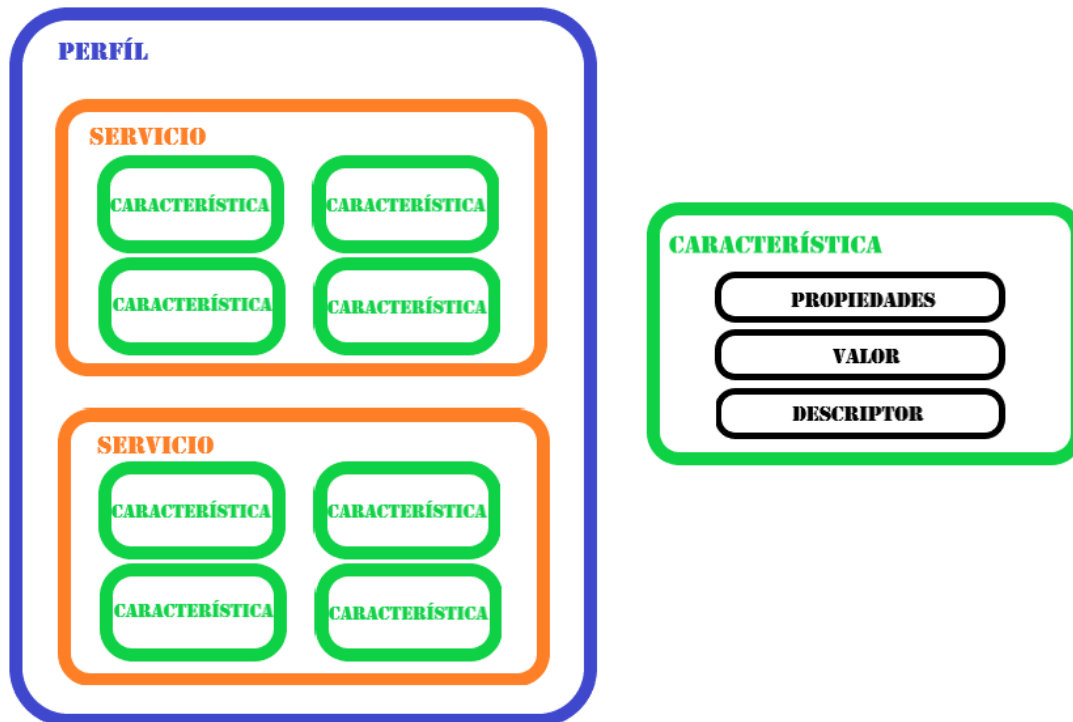 PERFÍL
SERVICIO
CARACTERÍSTICA
CARACTERÍSTICA
CARACTERÍSTICA
CARACTERÍSTICA
SERVICIO
CARACTERÍSTICA
CARACTERÍSTICA
CARACTERÍSTICA
CARACTERÍSTICA
CARACTERÍSTICA
PROPIEDADES
VALOR
DESCRIPTOR